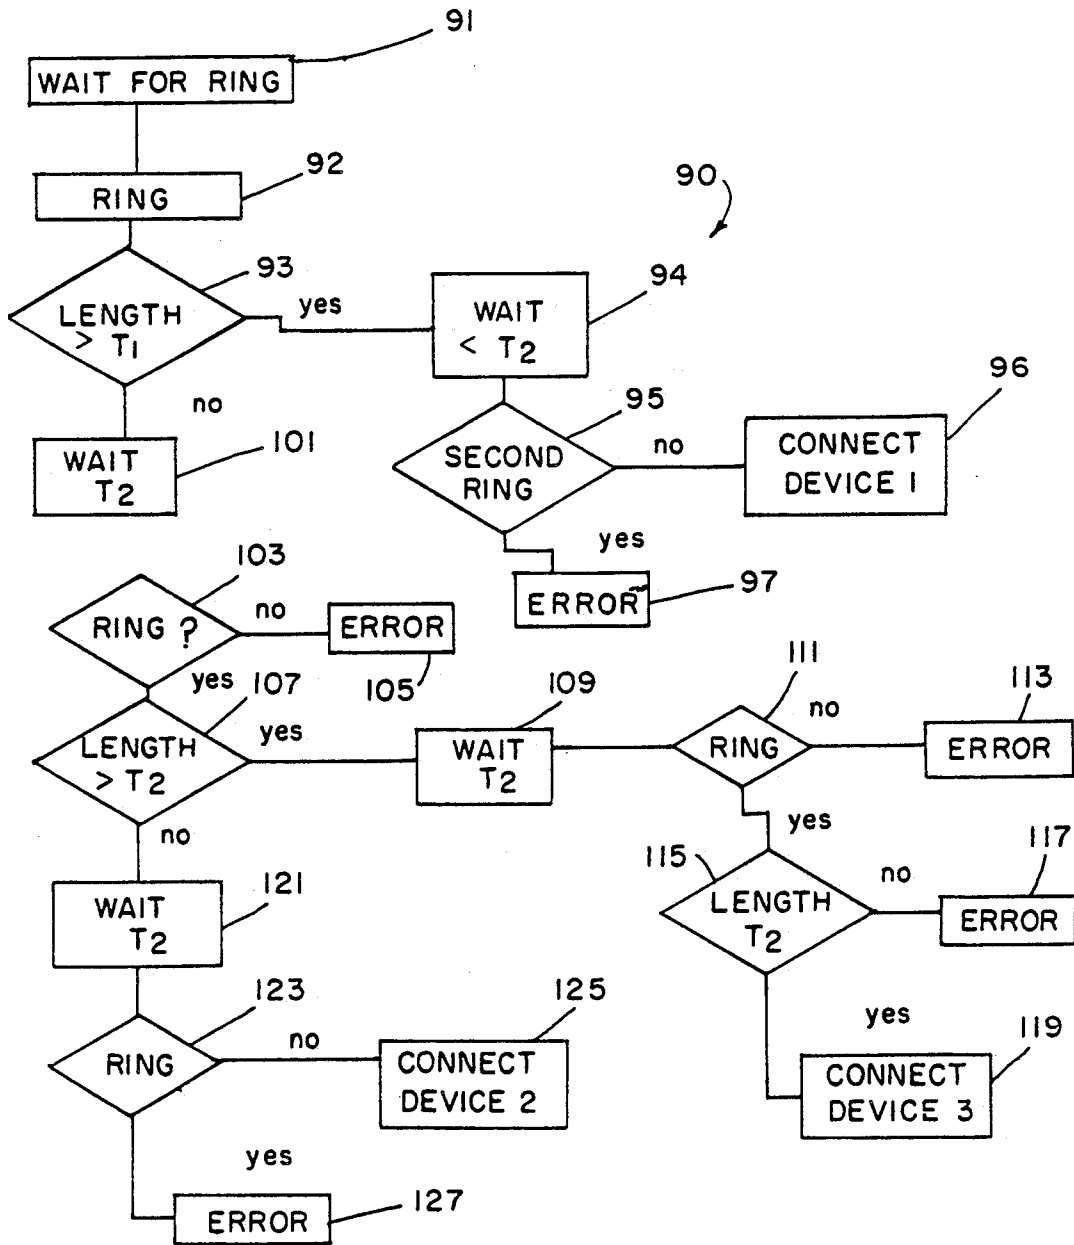 91
WAIT FOR RING
92
RING
90
93
LENGTH
> T1
yes
94
WAIT
< T2
no
101
WAIT
T2
95
SECOND
RING
no
96
CONNECT
DEVICE 1
yes
97
ERROR
103
RING ?
no
ERROR
105
yes
107
LENGTH
> T2
yes
109
WAIT
T2
111
RING
no
113
ERROR
yes
115
LENGTH
T2
no
117
ERROR
yes
119
CONNECT
DEVICE 3
no
121
WAIT
T2
123
RING
no
125
CONNECT
DEVICE 2
yes
ERROR
127